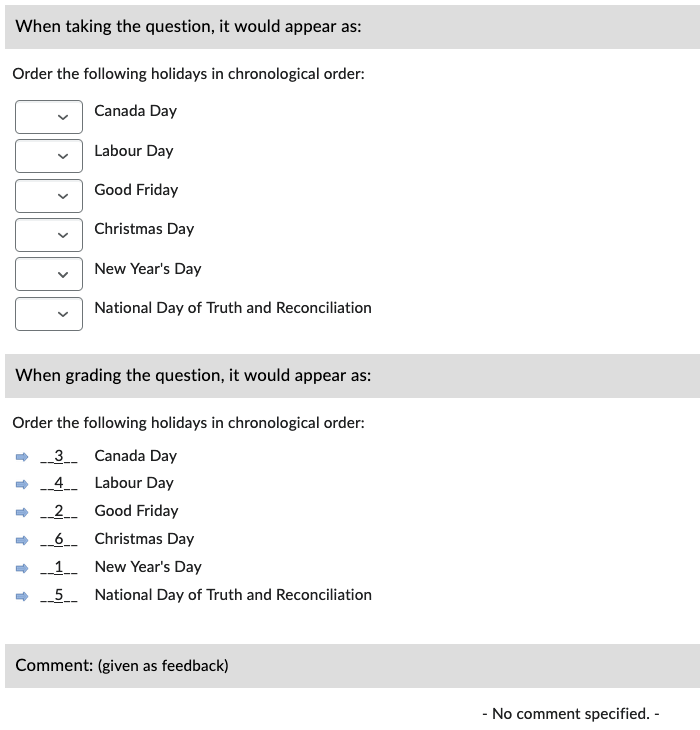 When taking the question, it would appear as:
Order the following holidays in chronological order:
Canada Day
Labour Day
Good Friday
Christmas Day
New Year's Day
National Day of Truth and Reconciliation
When grading the question, it would appear as:
Order the following holidays in chronological order:
__3__ Canada Day
__4__ Labour Day
__2__ Good Friday
__6__ Christmas Day
__1__ New Year's Day
__5__ National Day of Truth and Reconciliation
Comment: (given as feedback)
- No comment specified. -